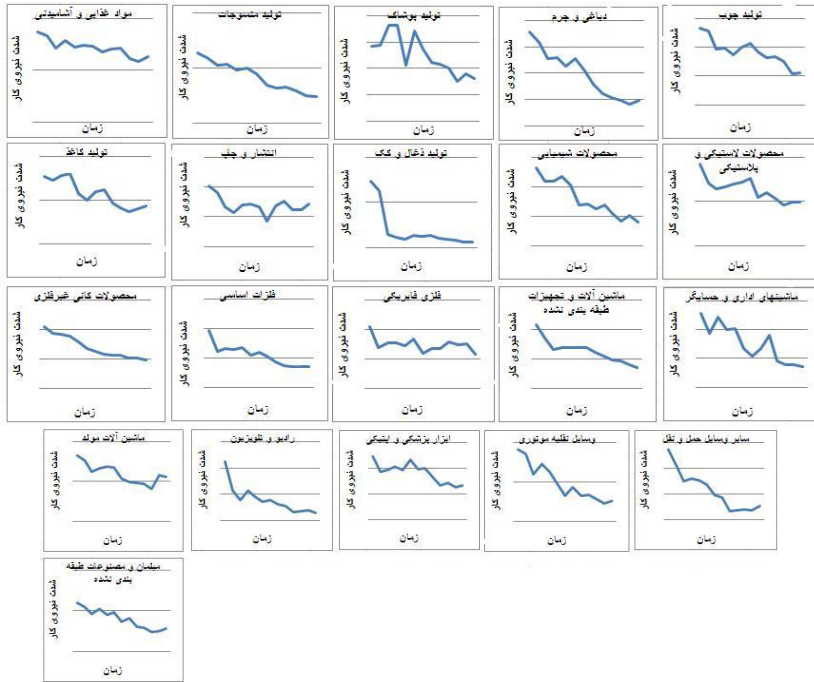 مواد غذایی و آشامیدنی
شدت نیروی کار
زمان
تولید منسوجات
شدت نیروی کار
زمان
تولید پوشاک
شدت نیروی کار
زمان
دباغی و چرم
شدت نیروی کار
زمان
تولید چوب
شدت نیروی کار
زمان
تولید کاغذ
شدت نیروی کار
زمان
انتشار و چاپ
شدت نیروی کار
زمان
تولید ذغال و کک
شدت نیروی کار
زمان
محصولات شیمیایی
شدت نیروی کار
زمان
محصولات لاستیکی و
پلاستیکی
شدت نیروی کار
زمان
محصولات کانی غیرفلزی
شدت نیروی کار
زمان
فلزات اساسی
شدت نیروی کار
زمان
فلزی فابریکی
شدت نیروی کار
زمان
ماشین آلات و تجهیزات
طبقه بندی نشده
شدت نیروی کار
زمان
ماشینهای اداری و حسابگر
شدت نیروی کار
زمان
ماشین آلات مولد
شدت نیروی کار
زمان
رادیو و تلویزیون
شدت نیروی کار
زمان
ابزار پزشکی و اپتیکی
شدت نیروی کار
زمان
وسایل نقلیه موتوری
شدت نیروی کار
زمان
سایر وسایل حمل و نقل
شدت نیروی کار
زمان
مبلمان و مصنوعات طبقه
بندی نشده
شدت نیروی کار
زمان